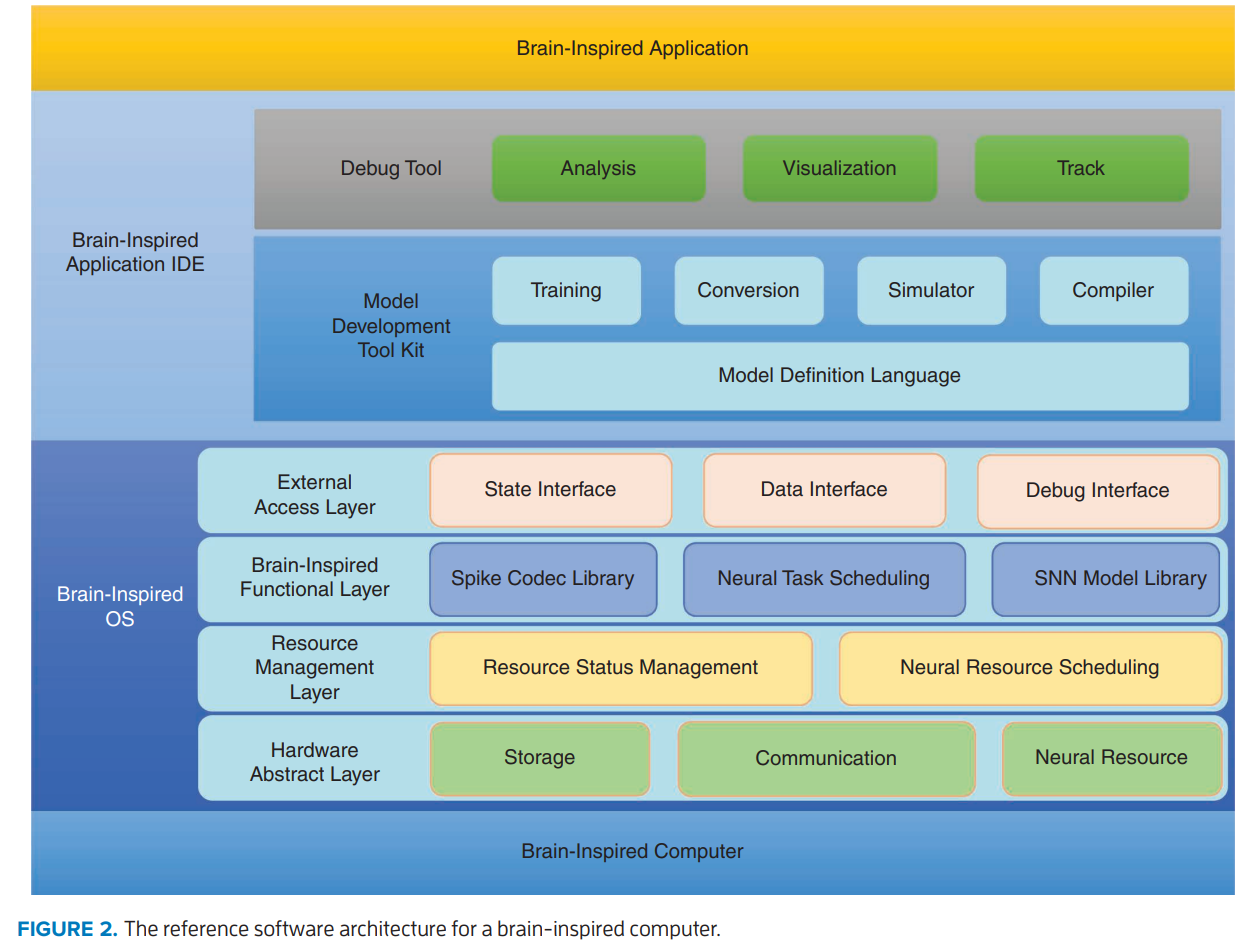 Brain-Inspired Application
Debug Tool
Analysis
Visualization
Track
Brain-Inspired
Application IDE
Model
Development
Tool Kit
Training
Conversion
Simulator
Compiler
Model Definition Language
Brain-Inspired
OS
External
Access Layer
State Interface
Data Interface
Debug Interface
Brain-Inspired
Functional Layer
Spike Codec Library
Neural Task Scheduling
SNN Model Library
Resource
Management
Layer
Resource Status Management
Neural Resource Scheduling
Hardware
Abstract Layer
Storage
Communication
Neural Resource
Brain-Inspired Computer
FIGURE 2. The reference software architecture for a brain-inspired computer.